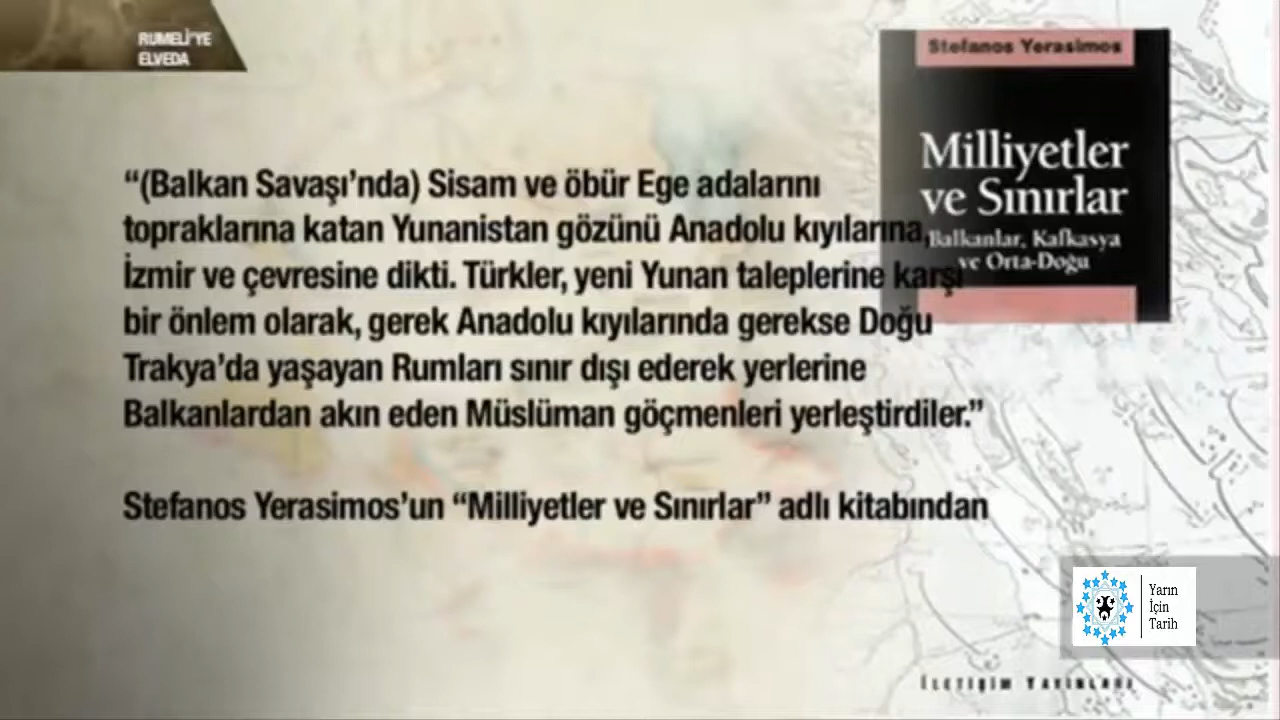 RUMELİ'YE
ELVEDA
Stefanos Yerasimos
Milliyetler
ve Sınırlar
Balkanlar, Kafkasya
ve Orta-Doğu
“(Balkan Savaşı’nda) Sisam ve öbür Ege adalarını
topraklarına katan Yunanistan gözünü Anadolu kıyılarına,
İzmir ve çevresine dikti. Türkler, yeni Yunan taleplerine karşı
bir önlem olarak, gerek Anadolu kıyılarında gerekse Doğu
Trakya’da yaşayan Rumları sınır dışı ederek yerlerine
Balkanlardan akın eden Müslüman göçmenleri yerleştirdiler.”
Stefanos Yerasimos’un “Milliyetler ve Sınırlar” adlı kitabından
Yarın
İçin
Tarih
İLETİŞİM YAYINLARI